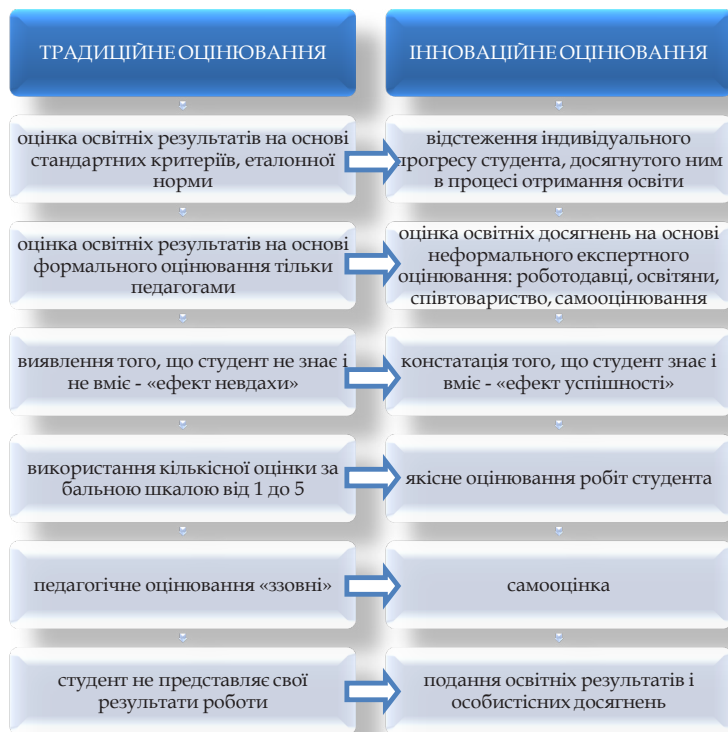 ТРАДИЦІЙНЕ ОЦІНЮВАННЯ
ІННОВАЦІЙНЕ ОЦІНЮВАННЯ
оцінка освітніх результатів на основі
стандартних критеріїв, еталонної
норми
відстеження індивідуального
прогресу студента, досягнутого ним
в процесі отримання освіти
оцінка освітніх результатів на основі
формального оцінювання тільки
педагогами
оцінка освітніх досягнень на основі
неформального експертного
оцінювання: роботодавці, освітяни,
співтовариство, самооцінювання
виявлення того, що студент не знає і
не вміє - «ефект невдахи»
констатація того, що студент знає і
вміє - «ефект успішності»
використання кількісної оцінки за
бальною шкалою від 1 до 5
якісне оцінювання робіт студента
педагогічне оцінювання «ззовні»
самооцінка
студент не представляє свої
результати роботи
подання освітніх результатів і
особистісних досягнень